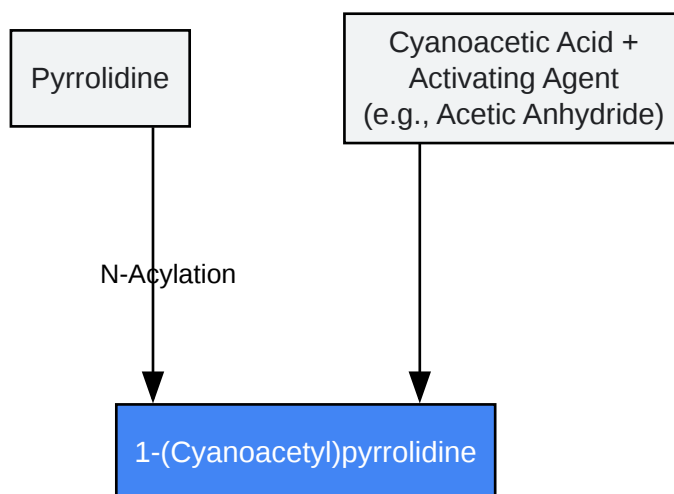 Pyrrolidine
Cyanoacetic Acid +
Activating Agent
(e.g., Acetic Anhydride)
N-Acylation
1-(Cyanoacetyl)pyrrolidine